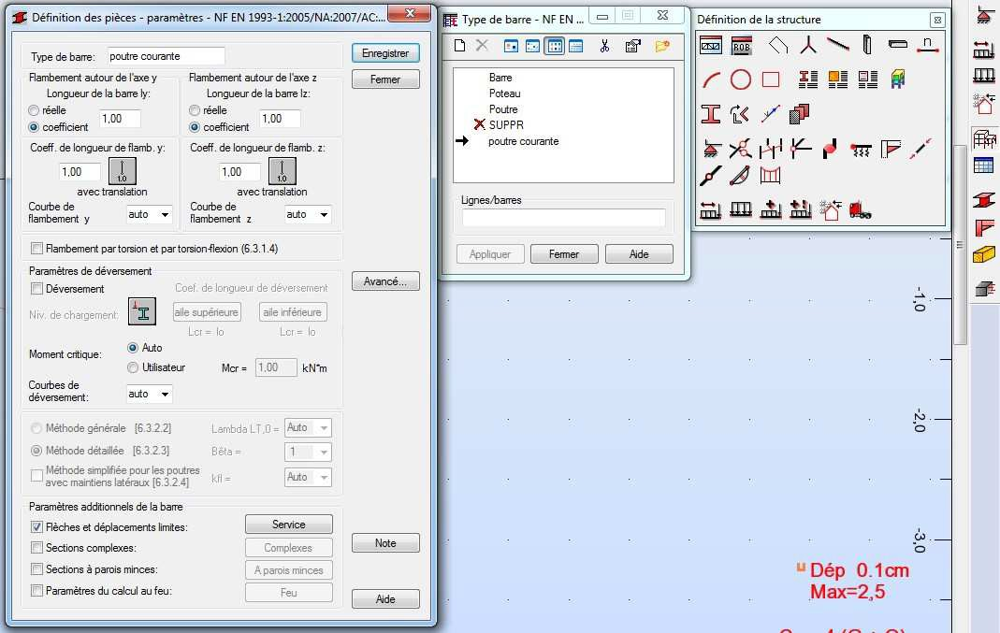 Définition des pièces - paramètres - NF EN 1993-1:2005/NA:2007/AC:...
Type de barre: poutre courante
Enregistrer
Fermer
Flambement autour de l'axe y
Longueur de la barre ly:
réelle
coefficient
1,00
Flambement autour de l'axe z
Longueur de la barre lz:
réelle
coefficient
1,00
Coeff. de longueur de flamb. y:
1,00
1.0
avec translation
Courbe de flambement y
auto
Coeff. de longueur de flamb. z:
1,00
1.0
avec translation
Courbe de flambement z
auto
Flambement par torsion et par torsion-flexion (6.3.1.4)
Paramètres de déversement
Déversement
Coef. de longueur de déversement
Niv. de chargement:
aile supérieure
aile inférieure
Lcr = lo
Lcr = lo
Avancé...
Moment critique:
Auto
Utilisateur
Mcr = 1,00 kN*m
Courbes de déversement:
auto
Méthode générale [6.3.2.2]
Lambda LT,0 = Auto
Méthode détaillée [6.3.2.3]
Bêta = 1
Méthode simplifiée pour les poutres
avec maintiens latéraux [6.3.2.4]
kfl = Auto
Paramètres additionnels de la barre
Flèches et déplacements limites:
Service
Sections complexes:
Complexes
Sections à parois minces:
A parois minces
Paramètres du calcul au feu:
Feu
Note
Aide
Type de barre - NF EN ...
Barre
Poteau
Poutre
SUPPR
poutre courante
Lignes/barres
Appliquer
Fermer
Aide
Définition de la structure
ROB
n
-1,0
-2,0
-3,0
Dép 0.1cm
Max=2,5